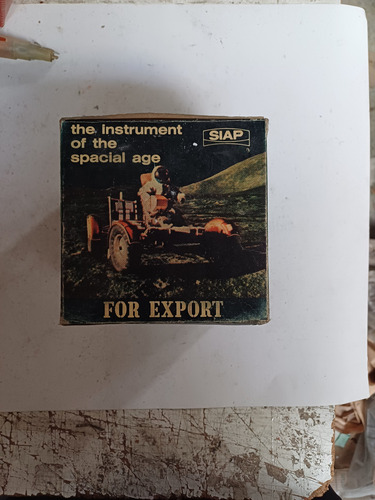 the instrument
of the
spacial age
SIAP
FOR EXPORT